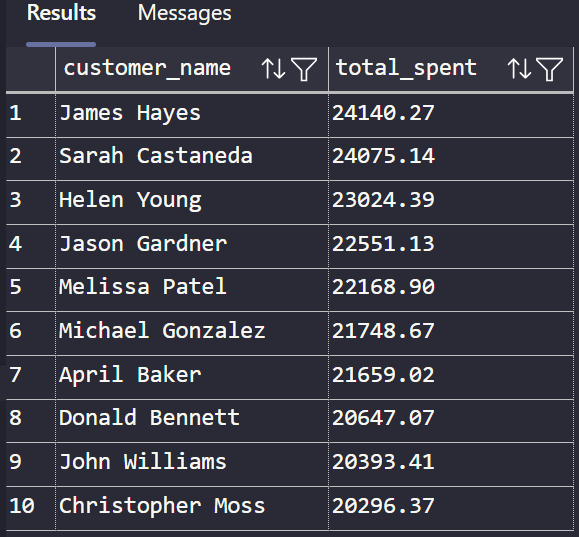 Results Messages
customer_name total_spent
1 James Hayes 24140.27
2 Sarah Castaneda 24075.14
3 Helen Young 23024.39
4 Jason Gardner 22551.13
5 Melissa Patel 22168.90
6 Michael Gonzalez 21748.67
7 April Baker 21659.02
8 Donald Bennett 20647.07
9 John Williams 20393.41
10 Christopher Moss 20296.37